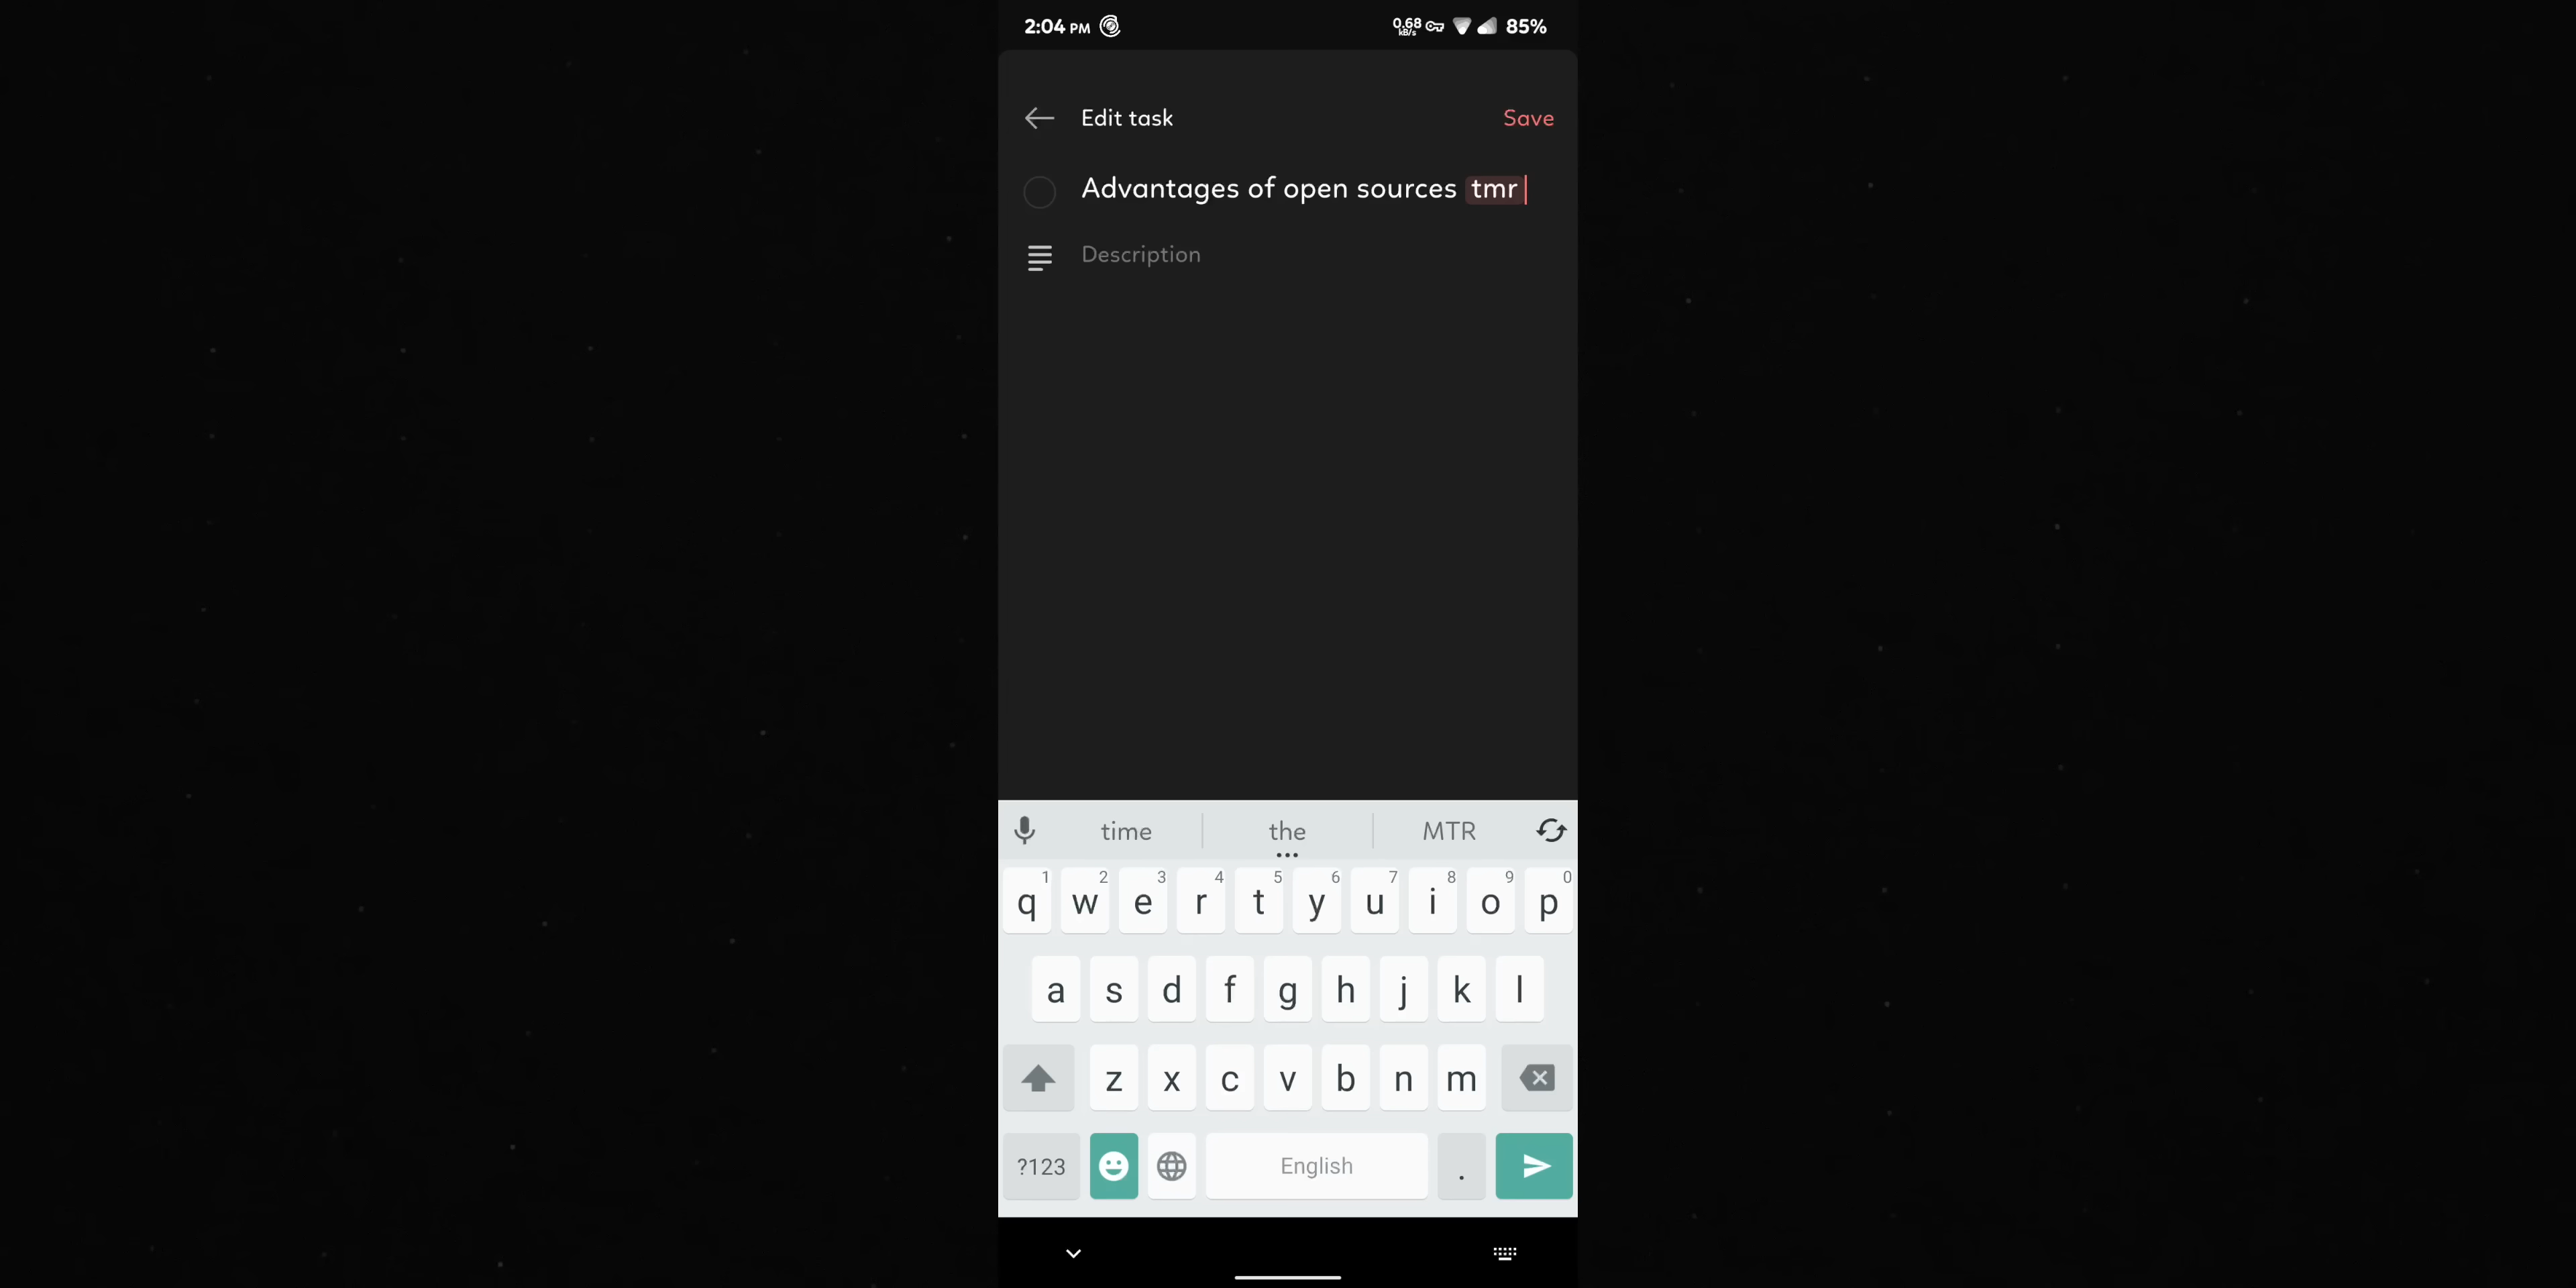 2:04 PM
0.68 kB/s 85%
Edit task Save
Advantages of open sources tmr
Description
time the MTR
1 2 3 4 5 6 7 8 9 0
q w e r t y u i o p
a s d f g h j k l
z x c v b n m
?123 English .